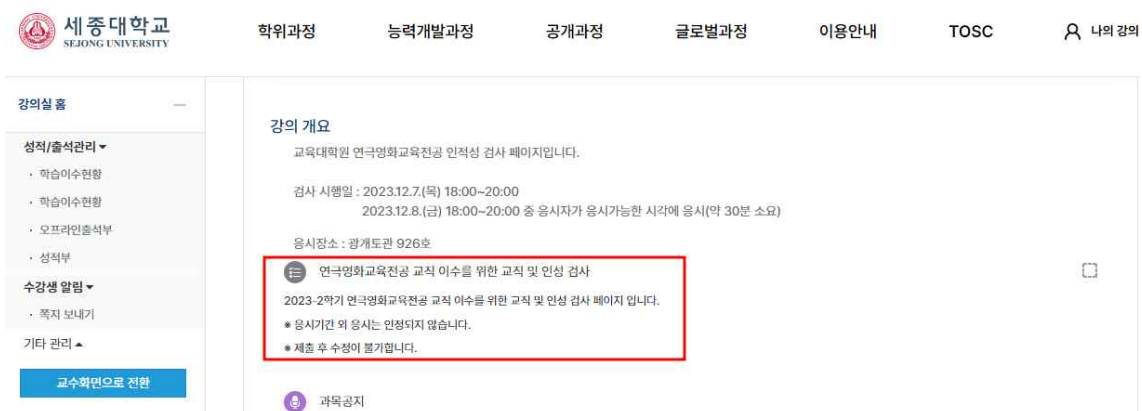 세종대학교
SEJONG UNIVERSITY
학위과정 능력개발과정 공개과정 글로벌과정 이용안내 TOSC 나의 강의
강의실 홈
성적/출석관리
· 학습이수현황
· 학습이수현황
· 오프라인출석부
· 성적부
수강생 알림
· 쪽지 보내기
기타 관리
교수화면으로 전환
강의 개요
교육대학원 연극영화교육전공 인적성 검사 페이지입니다.
검사 시행일 : 2023.12.7.(목) 18:00~20:00
2023.12.8.(금) 18:00~20:00 중 응시자가 응시가능한 시각에 응시(약 30분 소요)
응시장소 : 광개토관 926호
연극영화교육전공 교직 이수를 위한 교직 및 인성 검사
2023-2학기 연극영화교육전공 교직 이수를 위한 교직 및 인성 검사 페이지 입니다.
※ 응시기간 외 응시는 인정되지 않습니다.
※ 제출 후 수정이 불가합니다.
과목공지